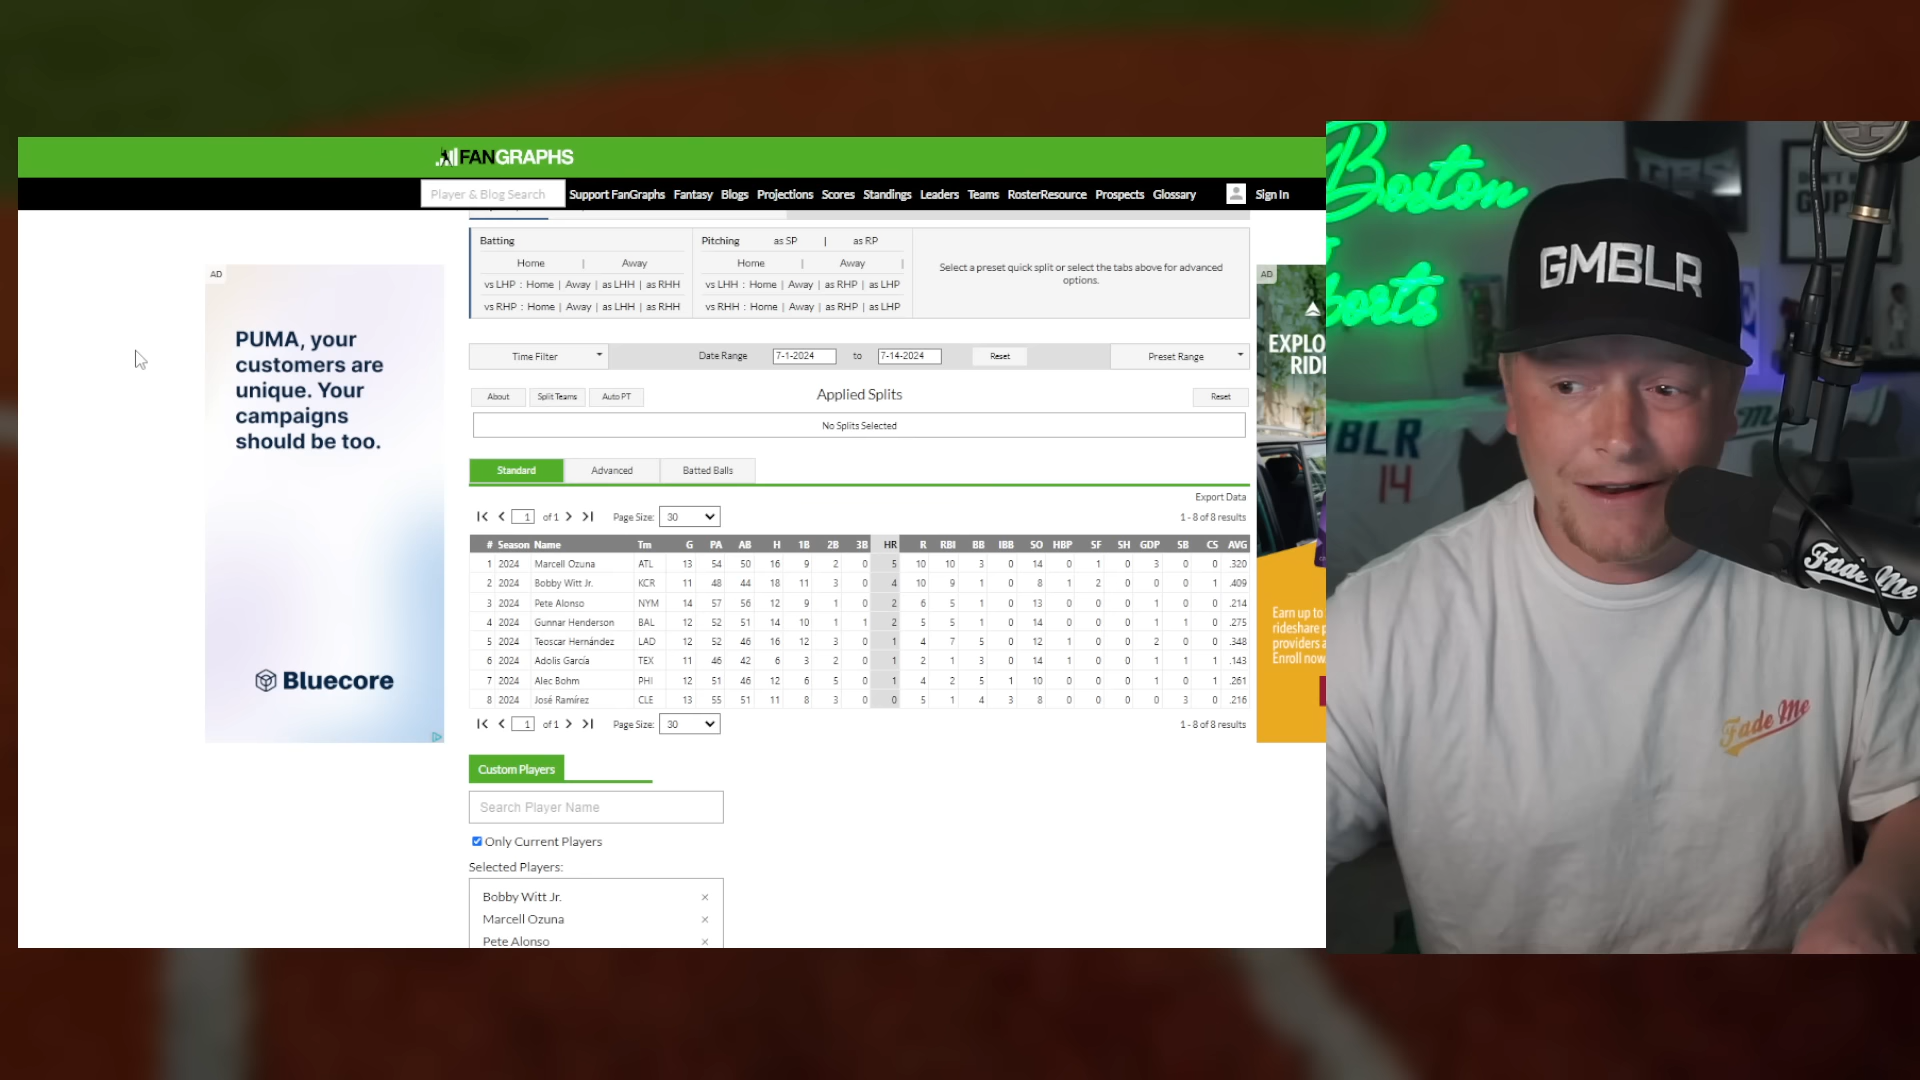 FANGRAPHS
Player & Blog Search Support FanGraphs Fantasy Blogs Projections Scores Standings Leaders Teams RosterResource Prospects Glossary Sign In
Batting
Home | Away
vs LHP : Home | Away | as LHH | as RHH
vs RHP : Home | Away | as LHH | as RHH
Pitching as SP | as RP
Home | Away |
vs LHH : Home | Away | as RHP | as LHP
vs RHH : Home | Away | as RHP | as LHP
Select a preset quick split or select the tabs above for advanced
options.
Time Filter Date Range 7-1-2024 to 7-14-2024 Reset Preset Range
About Split Teams Auto PT Applied Splits Reset
No Splits Selected
Standard Advanced Batted Balls
Export Data
1 of 1 Page Size: 30 1 - 8 of 8 results
# Season Name Tm G PA AB H 1B 2B 3B HR R RBI BB IBB SO HBP SF SH GDP SB CS AVG
1 2024 Marcell Ozuna ATL 13 54 50 16 9 2 0 5 10 10 3 0 14 0 1 0 3 0 0 .320
2 2024 Bobby Witt Jr. KCR 11 48 44 18 11 3 0 4 10 9 1 0 8 1 2 0 0 0 1 .409
3 2024 Pete Alonso NYM 14 57 56 12 9 1 0 2 6 5 1 0 13 0 0 0 1 0 0 .214
4 2024 Gunnar Henderson BAL 12 52 51 14 10 1 1 2 5 5 1 0 14 0 0 0 1 1 0 .275
5 2024 Teoscar Hernández LAD 12 52 46 16 12 3 0 1 4 7 5 0 12 1 0 0 2 0 0 .348
6 2024 Adolis García TEX 11 46 42 6 3 2 0 1 2 1 3 0 14 1 0 0 1 1 1 .143
7 2024 Alec Bohm PHI 12 51 46 12 6 5 0 1 4 2 5 1 10 0 0 0 1 0 1 .261
8 2024 José Ramírez CLE 13 55 51 11 8 3 0 0 5 1 4 3 8 0 0 0 0 3 0 .216
1 of 1 Page Size: 30 1 - 8 of 8 results
Custom Players
Search Player Name
Only Current Players
Selected Players:
Bobby Witt Jr. ×
Marcell Ozuna ×
Pete Alonso ×
AD
PUMA, your
customers are
unique. Your
campaigns
should be too.
Bluecore
AD
EXPLO
RID
Earn up to
rideshare p
providers a
Enroll now
Boston
GMBLR
BLR
14
Fade Me
Fade Me